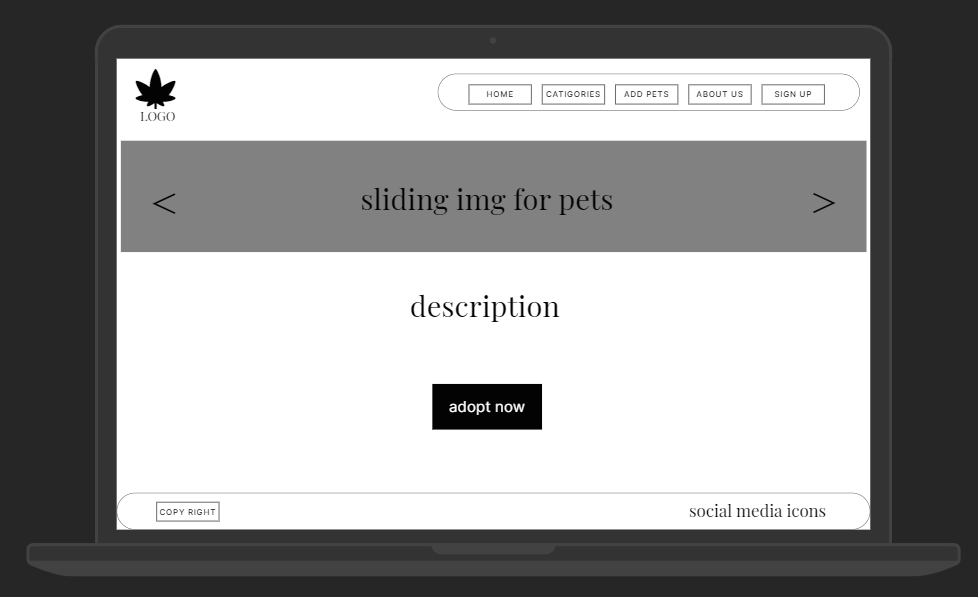 LOGO
HOME
CATIGORIES
ADD PETS
ABOUT US
SIGN UP
< sliding img for pets >
description
adopt now
COPY RIGHT
social media icons